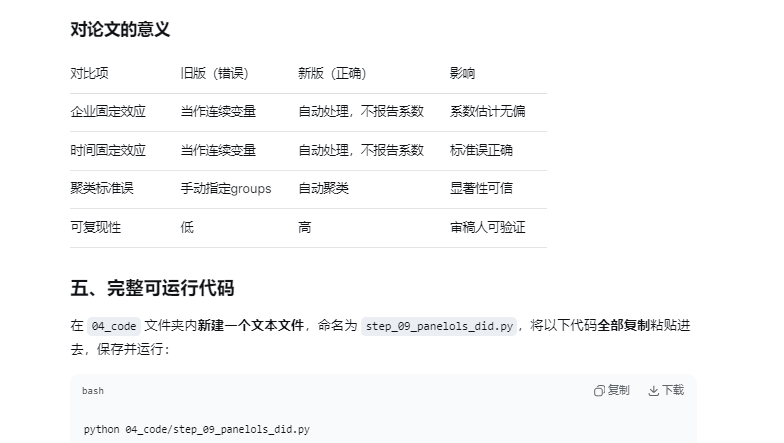 对论文的意义
对比项 旧版（错误） 新版（正确） 影响
企业固定效应 当作连续变量 自动处理，不报告系数 系数估计无偏
时间固定效应 当作连续变量 自动处理，不报告系数 标准误正确
聚类标准误 手动指定groups 自动聚类 显著性可信
可复现性 低 高 审稿人可验证
五、完整可运行代码
在 04_code 文件夹内新建一个文本文件，命名为 step_09_panelols_did.py，将以下代码全部复制粘贴进
去，保存并运行：
bash 复制 下载
python 04_code/step_09_panelols_did.py